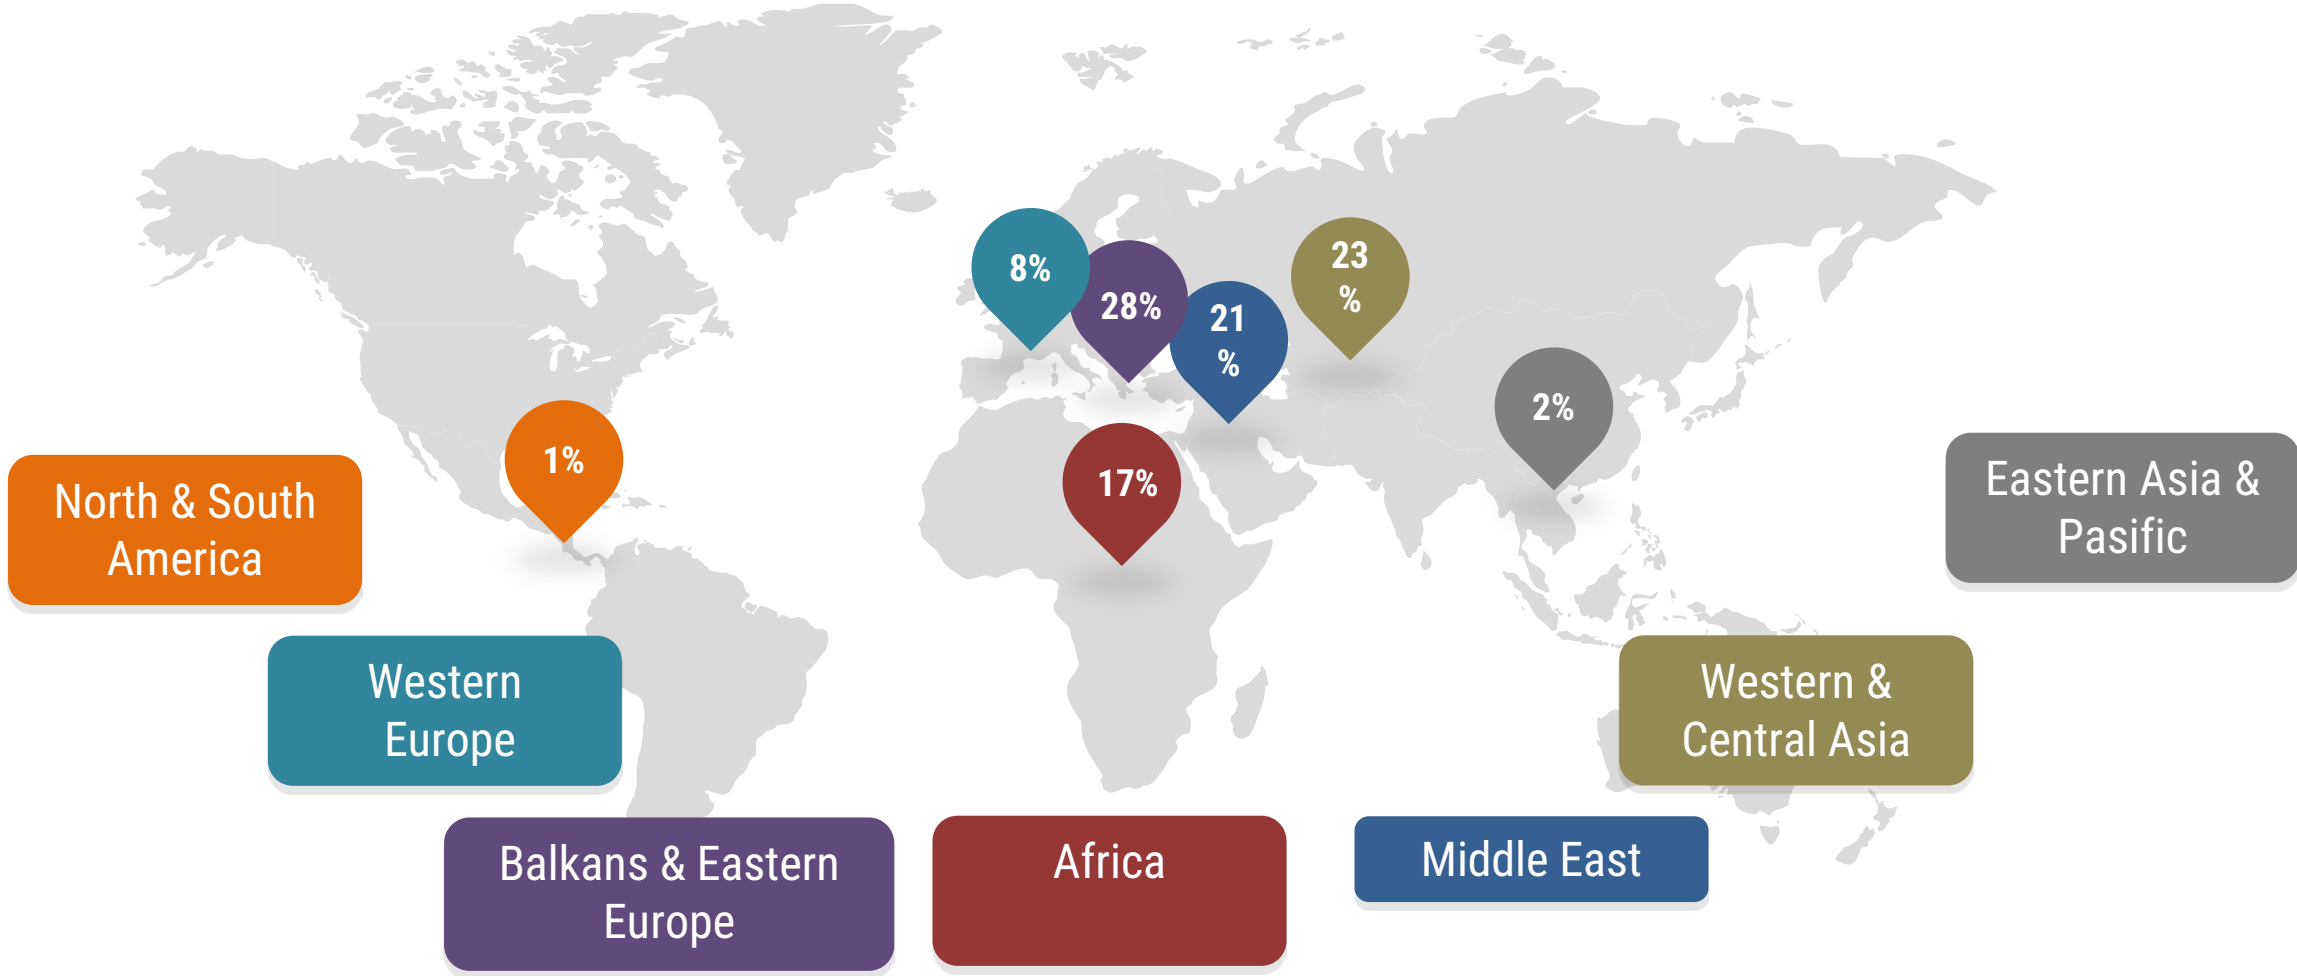 8%
28%
23
%
21
%
2%
1%
17%
North & South
America
Eastern Asia &
Pasific
Western
Europe
Western &
Central Asia
Balkans & Eastern
Europe
Africa
Middle East